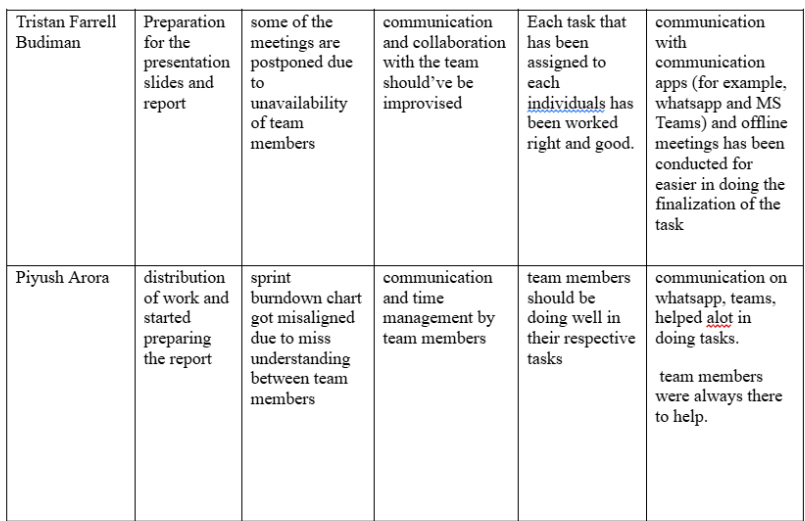 Tristan Farrell
Budiman
Preparation
for the
presentation
slides and
report
some of the
meetings are
postponed due
to
unavailability
of team
members
communication
and collaboration
with the team
should've be
improvised
Each task that
has been
assigned to
each
individuals has
been worked
right and good.
communication
with
communication
apps (for example,
whatsapp and MS
Teams) and offline
meetings has been
conducted for
easier in doing the
finalization of the
task
Piyush Arora
distribution
of work and
started
preparing
the report
sprint
burndown chart
got misaligned
due to miss
understanding
between team
members
communication
and time
management by
team members
team members
should be
doing well in
their respective
tasks
communication on
whatsapp, teams,
helped alot in
doing tasks.
team members
were always there
to help.